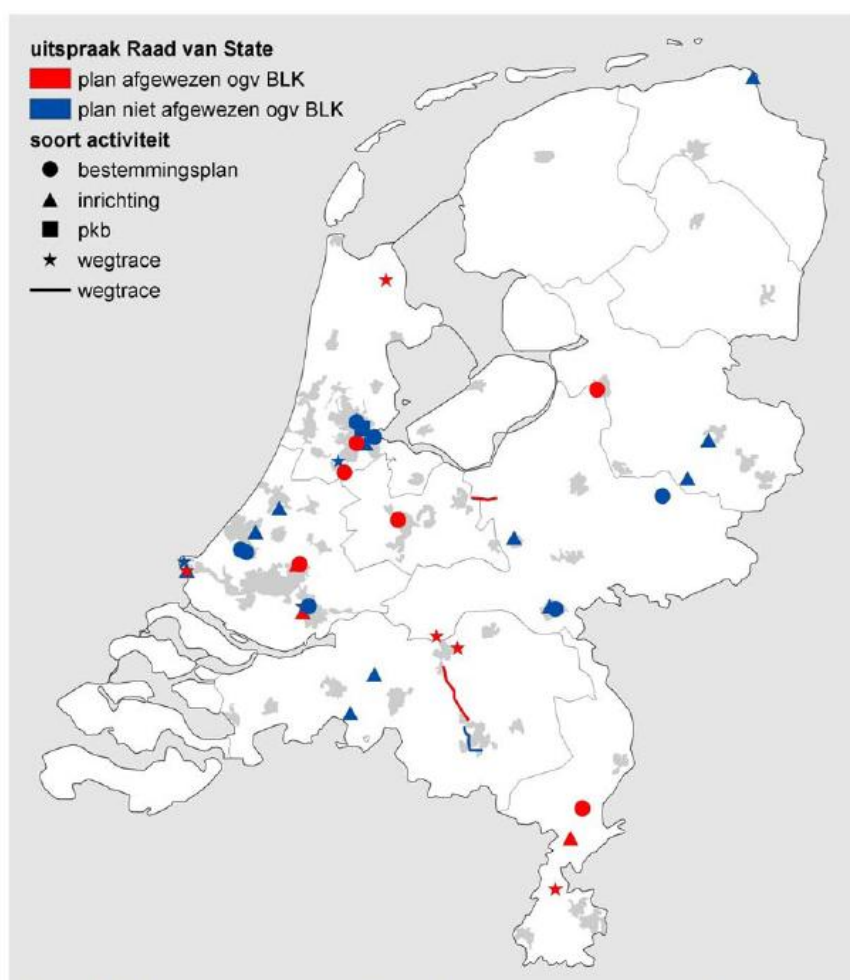 uitspraak Raad van State
plan afgewezen ogv BLK
plan niet afgewezen ogv BLK
soort activiteit
bestemmingsplan
inrichting
pkb
wegtrace
wegtrace